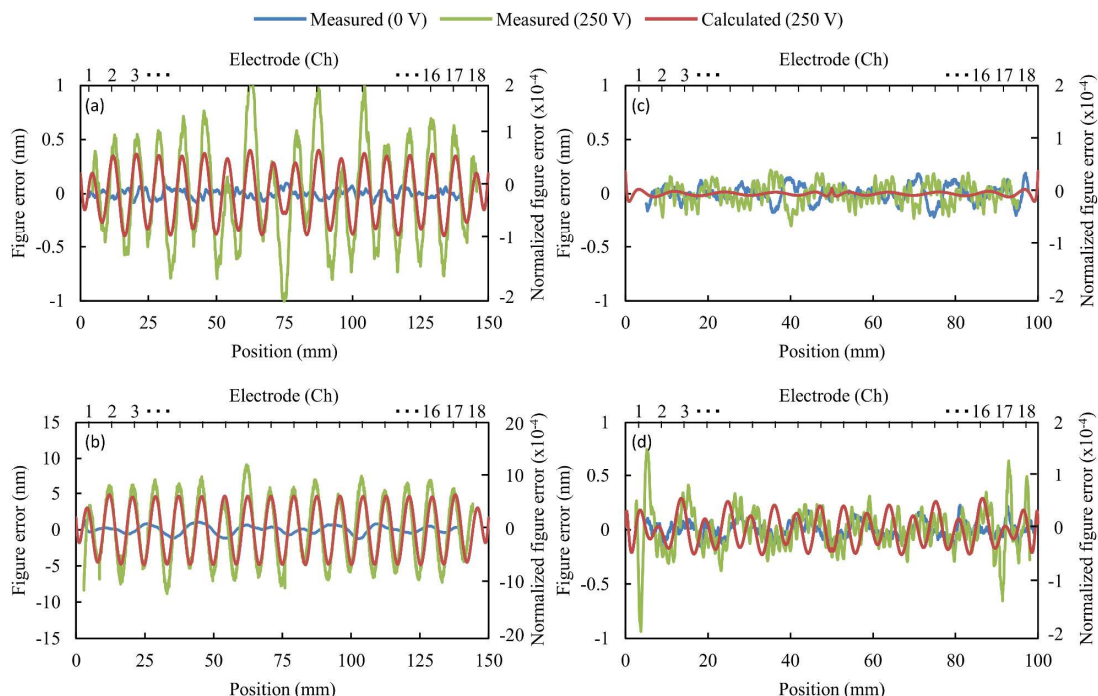 Measured (0 V) Measured (250 V) Calculated (250 V)
Electrode (Ch)
1 2 3 ··· ··· 16 17 18
(a)
Figure error (nm)
1
0.5
0
-0.5
-1
Normalized figure error (x10-4)
2
1
0
-1
-2
0 25 50 75 100 125 150
Position (mm)
Electrode (Ch)
1 2 3 ··· ··· 16 17 18
(c)
Figure error (nm)
1
0.5
0
-0.5
-1
Normalized figure error (x10-4)
2
1
0
-1
-2
0 20 40 60 80 100
Position (mm)
Electrode (Ch)
1 2 3 ··· ··· 16 17 18
(b)
Figure error (nm)
15
10
5
0
-5
-10
-15
Normalized figure error (x10-4)
20
10
0
-10
-20
0 25 50 75 100 125 150
Position (mm)
Electrode (Ch)
1 2 3 ··· ··· 16 17 18
(d)
Figure error (nm)
1
0.5
0
-0.5
-1
Normalized figure error (x10-4)
2
1
0
-1
-2
0 20 40 60 80 100
Position (mm)